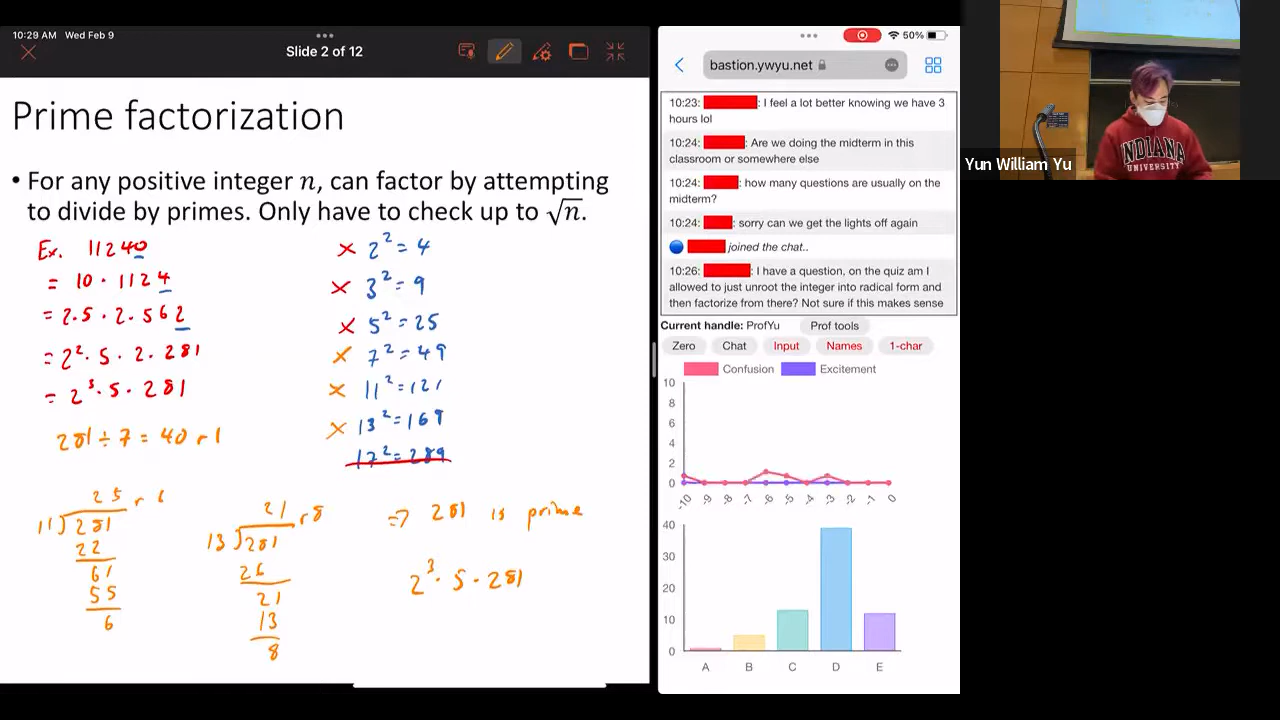 10:29 AM Wed Feb 9
Slide 2 of 12
Prime factorization
• For any positive integer n, can factor by attempting
to divide by primes. Only have to check up to √n.
Ex. 11240
= 10 · 1124
= 2·5 · 2 · 562
= 2² · 5 · 2 · 281
= 2³ · 5 · 281
281 ÷ 7 = 40 r 1
× 2² = 4
× 3² = 9
× 5² = 25
× 7² = 49
× 11² = 121
× 13² = 169
17² = 289
25 r 6
11)281
22
61
55
6
21 r 8
13)281
26
21
13
8
=> 281 is prime
2³ · 5 · 281
50%
bastion.ywyu.net
10:23: : I feel a lot better knowing we have 3
hours lol
10:24: : Are we doing the midterm in this
classroom or somewhere else
10:24: : how many questions are usually on the
midterm?
10:24: : sorry can we get the lights off again
joined the chat..
10:26: : I have a question, on the quiz am I
allowed to just unroot the integer into radical form and
then factorize from there? Not sure if this makes sense
Current handle: ProfYu Prof tools
Zero Chat Input Names 1-char
Confusion Excitement
10
8
6
4
2
0
-10 -9 -8 -7 -6 -5 -4 -3 -2 -1 0
40
30
20
10
0
A B C D E
Yun William Yu
INDIANA
UNIVERSITY